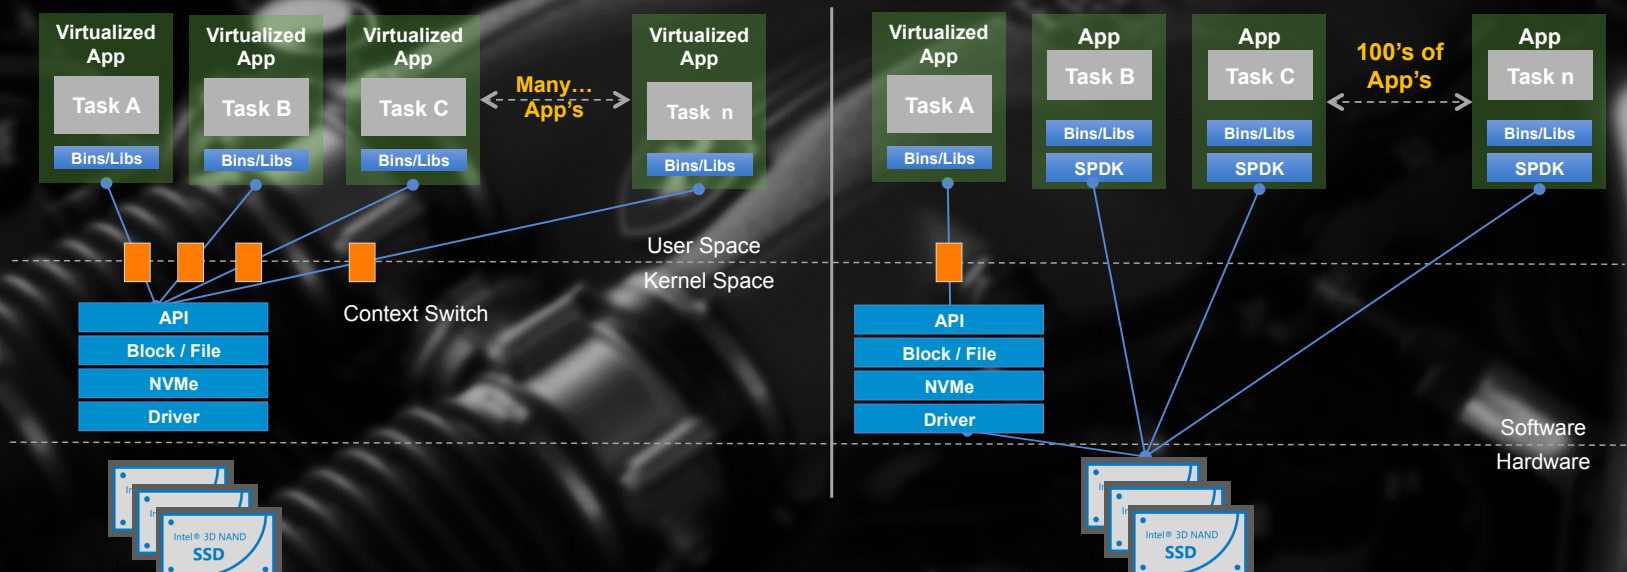 Virtualized
App
Task A
Bins/Libs
Virtualized
App
Task B
Bins/Libs
Virtualized
App
Task C
Bins/Libs
Many…
App's
Virtualized
App
Task n
Bins/Libs
User Space
Kernel Space
Context Switch
API
Block / File
NVMe
Driver
Intel® 3D NAND
SSD
Virtualized
App
Task A
Bins/Libs
App
Task B
Bins/Libs
SPDK
App
Task C
Bins/Libs
SPDK
100's of
App's
App
Task n
Bins/Libs
SPDK
API
Block / File
NVMe
Driver
Software
Hardware
Intel® 3D NAND
SSD